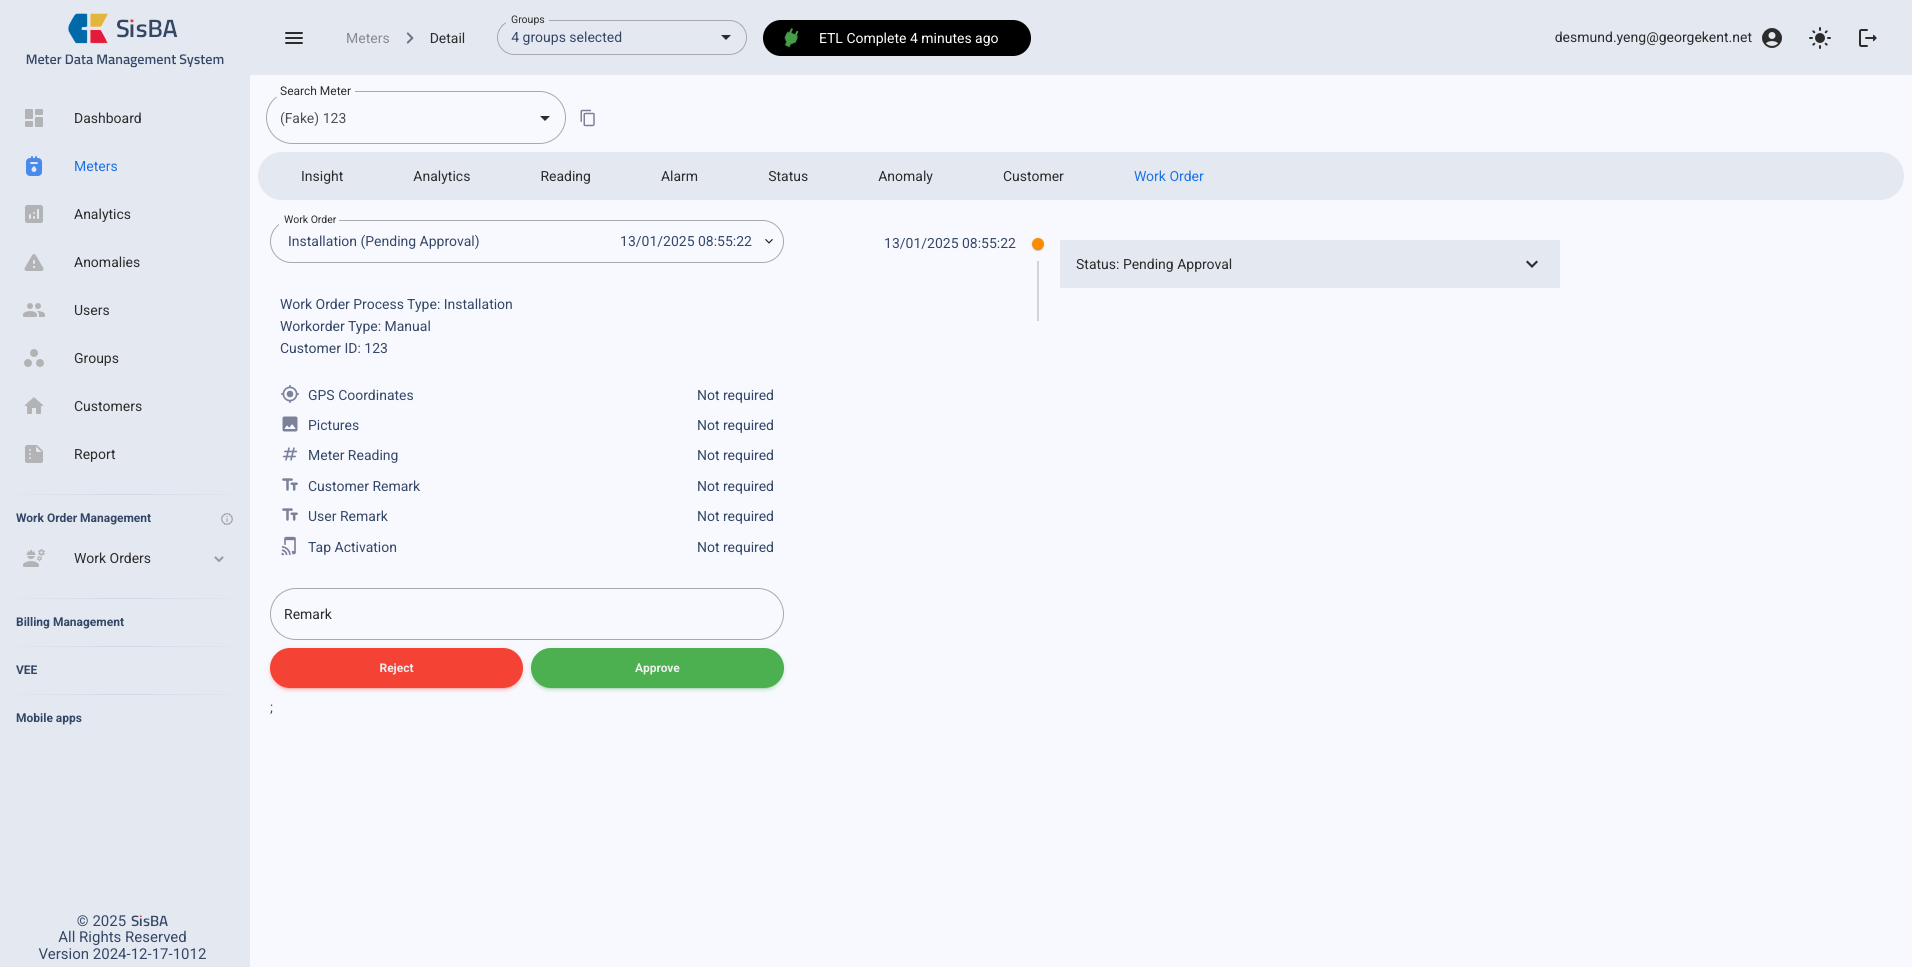 SisBA
Meter Data Management System
Meters
Detail
Groups
4 groups selected
ETL Complete 4 minutes ago
desmund.yeng@georgekent.net
Dashboard
Meters
Analytics
Anomalies
Users
Groups
Customers
Report
Work Order Management
Work Orders
Billing Management
VEE
Mobile apps
© 2025 SisBA
All Rights Reserved
Version 2024-12-17-1012
Search Meter
(Fake) 123
Insight
Analytics
Reading
Alarm
Status
Anomaly
Customer
Work Order
Work Order
Installation (Pending Approval) 13/01/2025 08:55:22
Work Order Process Type: Installation
Workorder Type: Manual
Customer ID: 123
GPS Coordinates Not required
Pictures Not required
Meter Reading Not required
Customer Remark Not required
User Remark Not required
Tap Activation Not required
Remark
Reject
Approve
;
13/01/2025 08:55:22
Status: Pending Approval